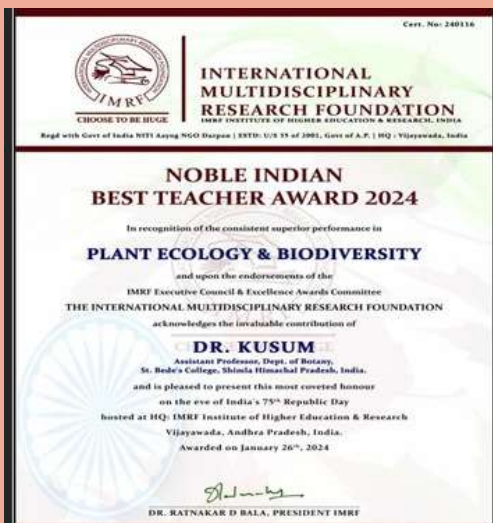 Cert. No: 240116
IMRF
CHOOSE TO BE HUGE
INTERNATIONAL
MULTIDISCIPLINARY
RESEARCH FOUNDATION
IMRF INSTITUTE OF HIGHER EDUCATION & RESEARCH, INDIA
Regd with Govt of India NITI Aayog NGO Darpan | ESTD: U/S 35 of 2001, Govt of A.P. | HQ : Vijayawada, India
NOBLE INDIAN
BEST TEACHER AWARD 2024
In recognition of the consistent superior performance in
PLANT ECOLOGY & BIODIVERSITY
and upon the endorsements of the
IMRF Executive Council & Excellence Awards Committee
THE INTERNATIONAL MULTIDISCIPLINARY RESEARCH FOUNDATION
acknowledges the invaluable contribution of
DR. KUSUM
Assistant Professor, Dept. of Botany,
St. Bede's College, Shimla Himachal Pradesh, India.
and is pleased to present this most coveted honour
on the eve of India's 75th Republic Day
hosted at HQ: IMRF Institute of Higher Education & Research
Vijayawada, Andhra Pradesh, India.
Awarded on January 26th, 2024
DR. RATNAKAR D BALA, PRESIDENT IMRF